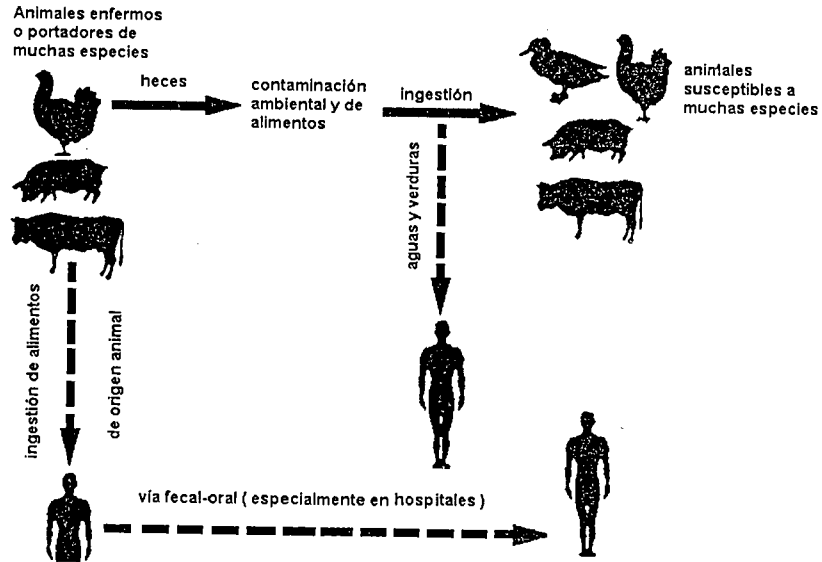 Animales enfermos
o portadores de
muchas especies
heces
contaminación
ambiental y de
alimentos
ingestión
animales
susceptibles a
muchas especies
aguas y verduras
ingestión de alimentos
de origen animal
vía fecal-oral ( especialmente en hospitales )